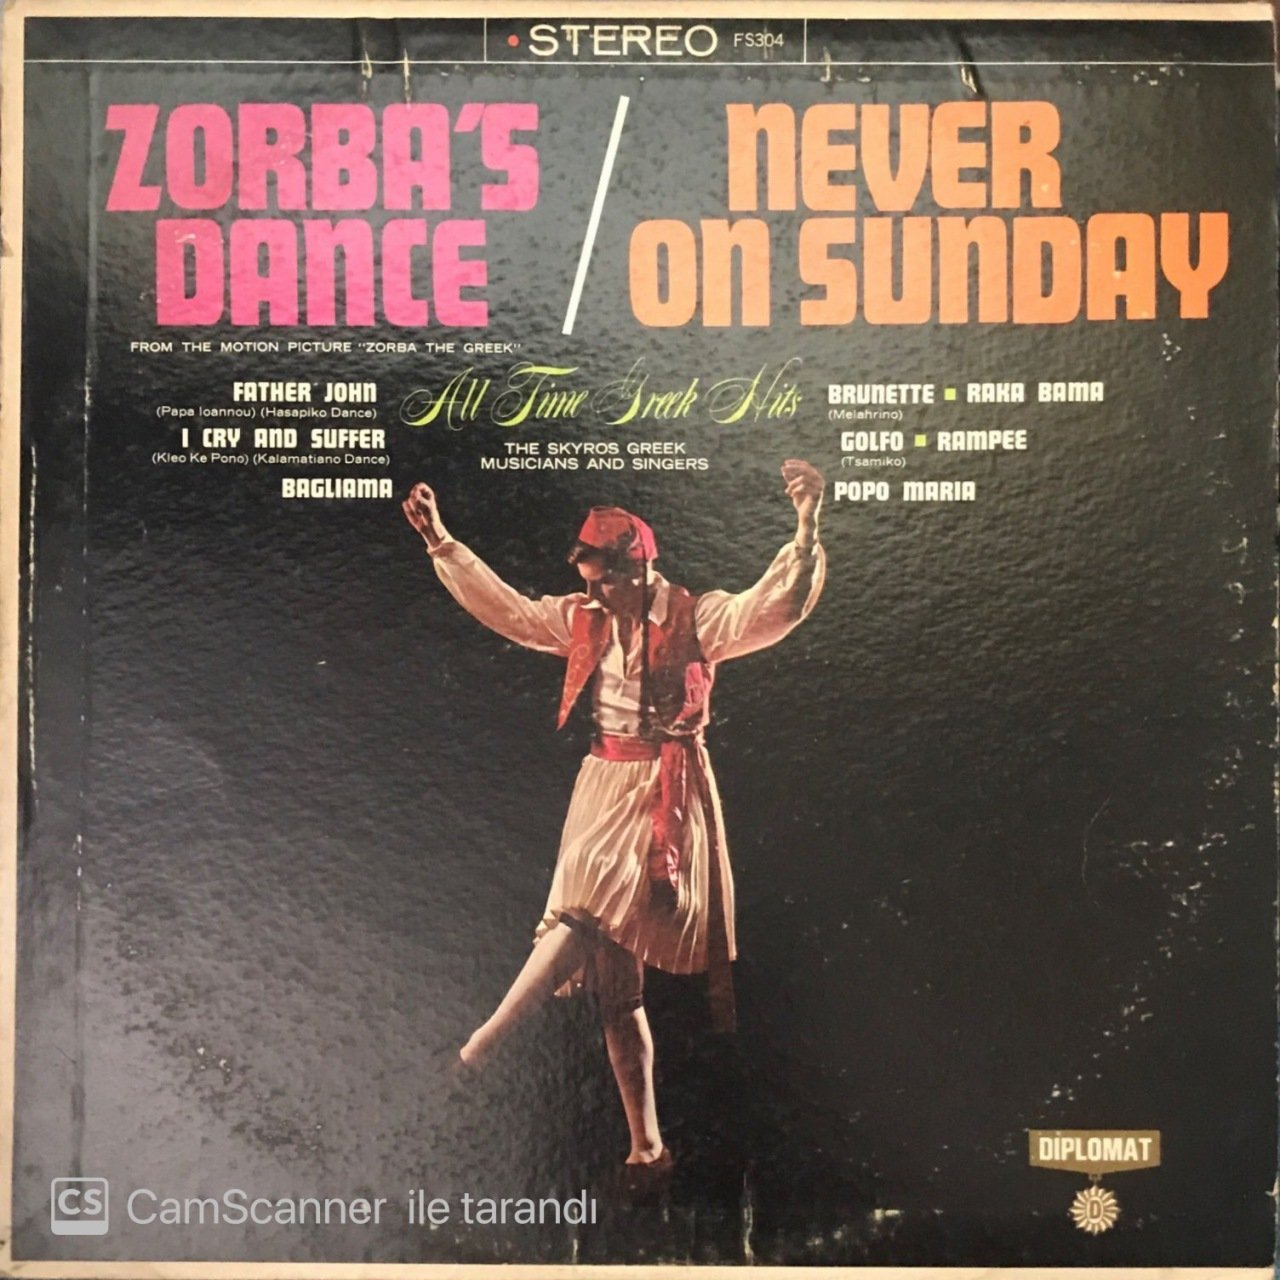 STEREO FS304
ZORBA'S
DANCE
NEVER
ON SUNDAY
FROM THE MOTION PICTURE "ZORBA THE GREEK"
All Time Greek Hits
THE SKYROS GREEK
MUSICIANS AND SINGERS
FATHER JOHN
(Papa Ioannou) (Hasapiko Dance)
I CRY AND SUFFER
(Kleo Ke Pono) (Kalamatiano Dance)
BAGLIAMA
BRUNETTE ▪ RAKA BAMA
(Melahrino)
GOLFO ▪ RAMPEE
(Tsamiko)
POPO MARIA
DIPLOMAT
D
CS CamScanner ile tarandı